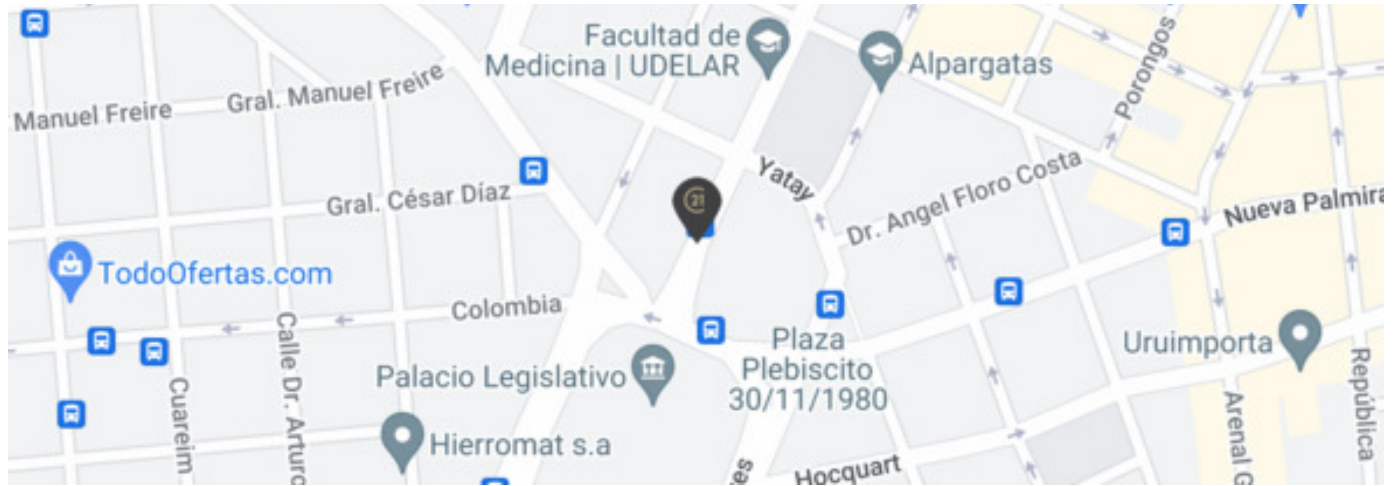 Facultad de
Medicina | UDELAR
Alpargatas
Porongos
Gral. Manuel Freire
Manuel Freire
Yatay
Dr. Angel Floro Costa
Gral. César Díaz
21
Nueva Palmira
TodoOfertas.com
Colombia
Calle Dr. Arturo
Plaza
Plebiscito
30/11/1980
Uruimporta
Palacio Legislativo
Cuareim
República
Arenal G
Hierromat s.a
Hocquart
es